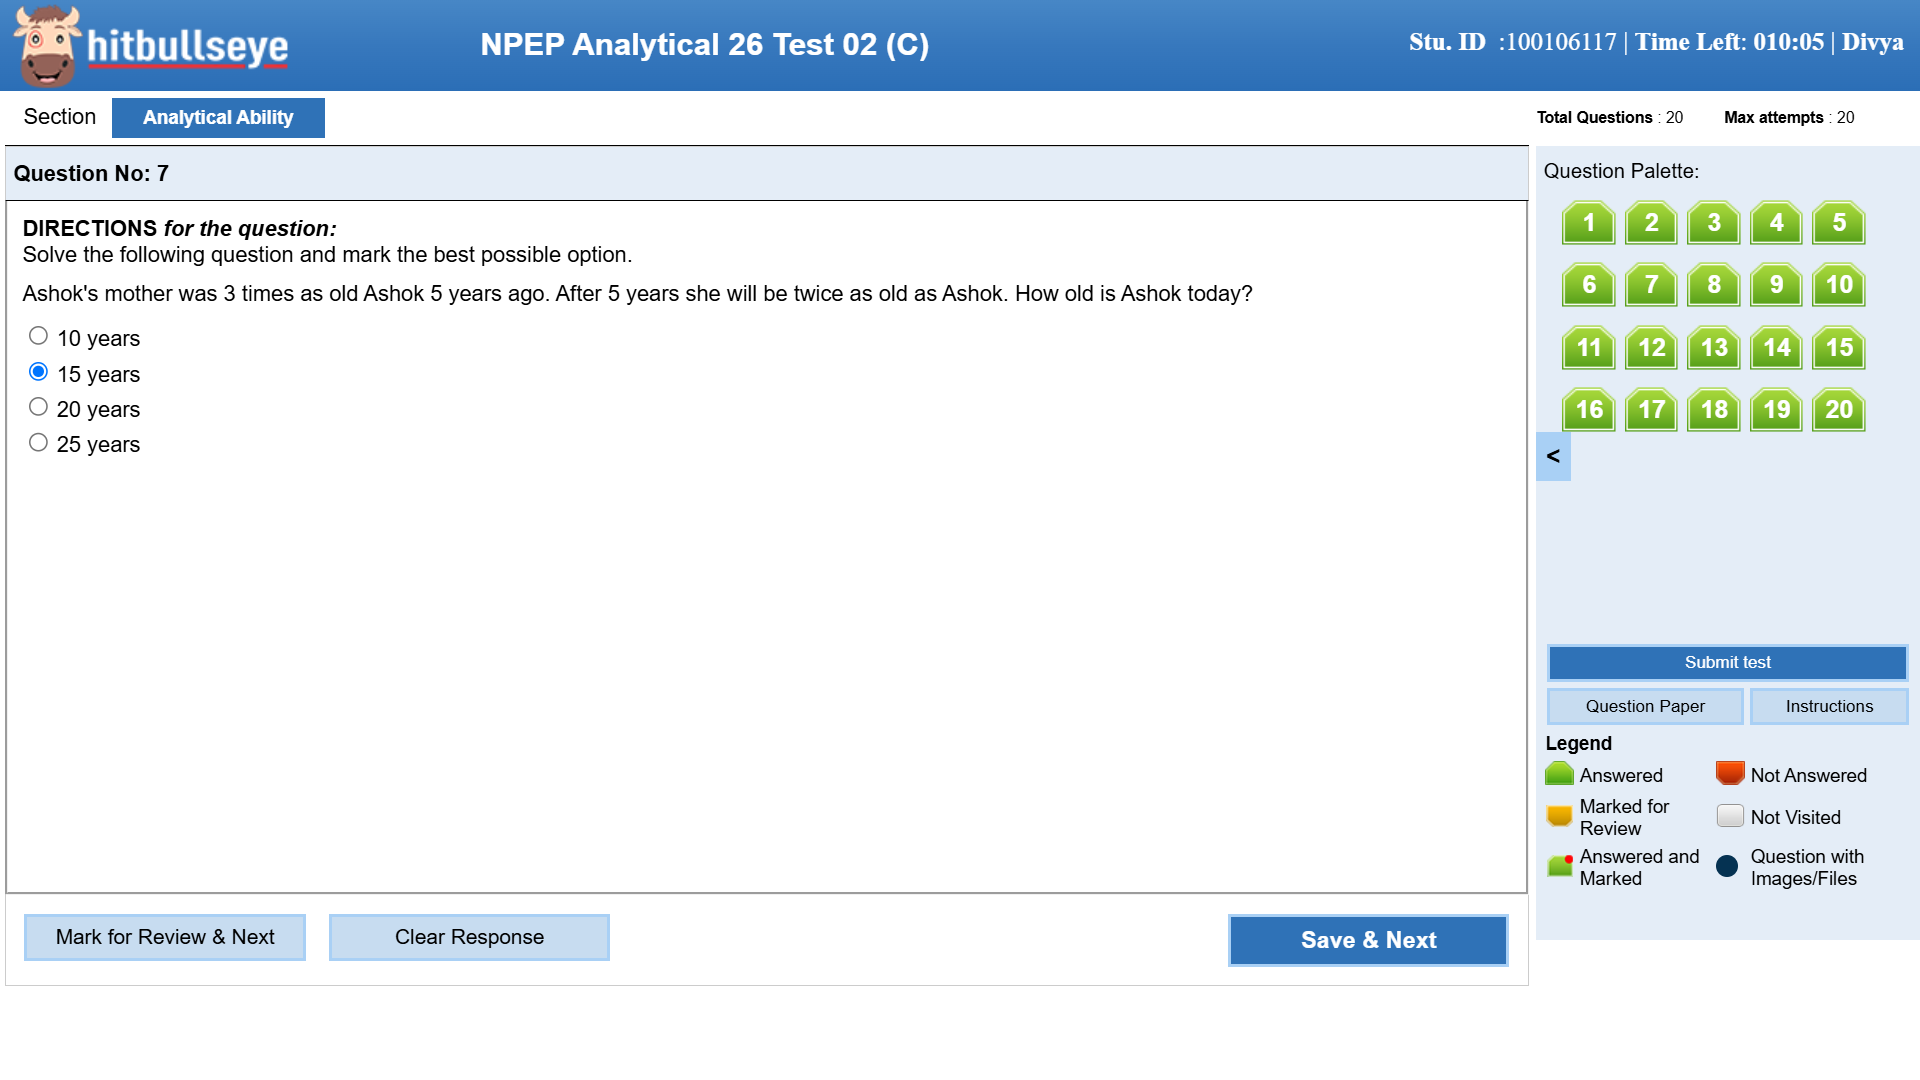 hitbullseye
NPEP Analytical 26 Test 02 (C)
Stu. ID :100106117 | Time Left: 010:05 | Divya
Section
Analytical Ability
Total Questions : 20
Max attempts : 20
Question No: 7
DIRECTIONS for the question:
Solve the following question and mark the best possible option.
Ashok's mother was 3 times as old Ashok 5 years ago. After 5 years she will be twice as old as Ashok. How old is Ashok today?
10 years
15 years
20 years
25 years
Mark for Review & Next
Clear Response
Save & Next
Question Palette:
1 2 3 4 5
6 7 8 9 10
11 12 13 14 15
16 17 18 19 20
<
Submit test
Question Paper
Instructions
Legend
Answered
Not Answered
Marked for
Review
Not Visited
Answered and
Marked
Question with
Images/Files